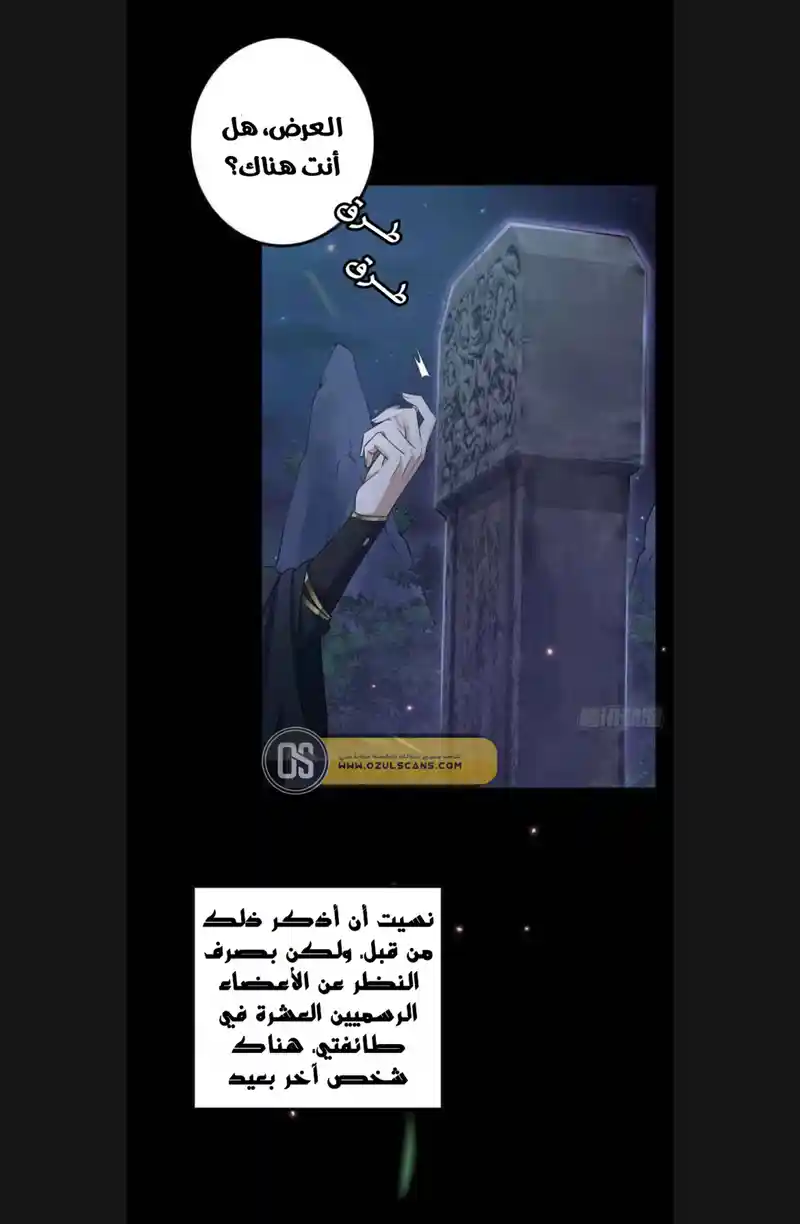 العرض، هل
أنت هناك؟
طرق
طرق
OS
WWW.OZULSCANS.COM
نسيت أن أذكر ذلك
من قبل، ولكن بصرف
النظر عن الأعضاء
الرسميين العشرة في
طائفتي، هناك
شخص آخر بعيد